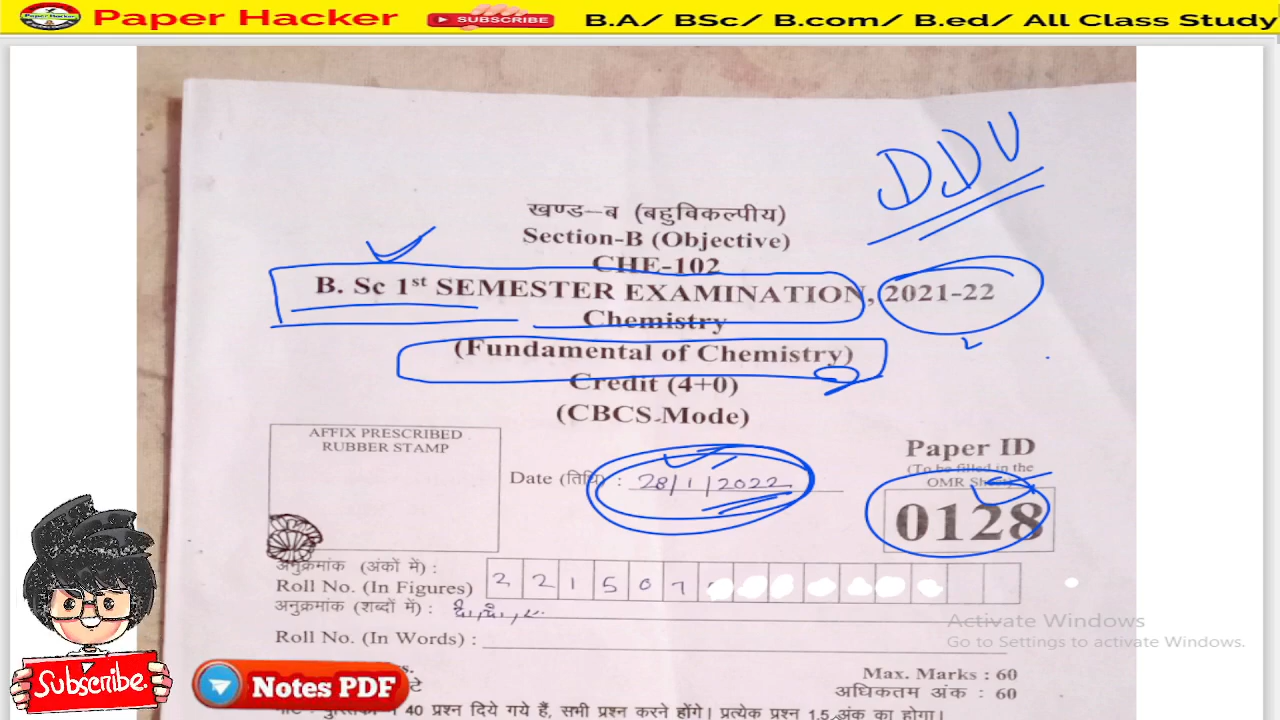 Paper Hacker
SUBSCRIBE
B.A/ BSc/ B.com/ B.ed/ All Class Study
DDU
खण्ड–ब (बहुविकल्पीय)
Section-B (Objective)
CHE-102
B. Sc 1st SEMESTER EXAMINATION, 2021-22
Chemistry
(Fundamental of Chemistry)
Credit (4+0)
(CBCS-Mode)
AFFIX PRESCRIBED
RUBBER STAMP
Date (तिथि) : 28/1/2022
Paper ID
(To be filled in the
OMR Sheet)
0128
अनुक्रमांक (अंकों में) :
Roll No. (In Figures) 2 2 1 5 0 7
अनुक्रमांक (शब्दों में) :
Roll No. (In Words) :
Max. Marks : 60
अधिकतम अंक : 60
40 प्रश्न दिये गये हैं, सभी प्रश्न करने होंगे। प्रत्येक प्रश्न 1.5 अंक का होगा।
Subscribe.
Notes PDF
Activate Windows
Go to Settings to activate Windows.